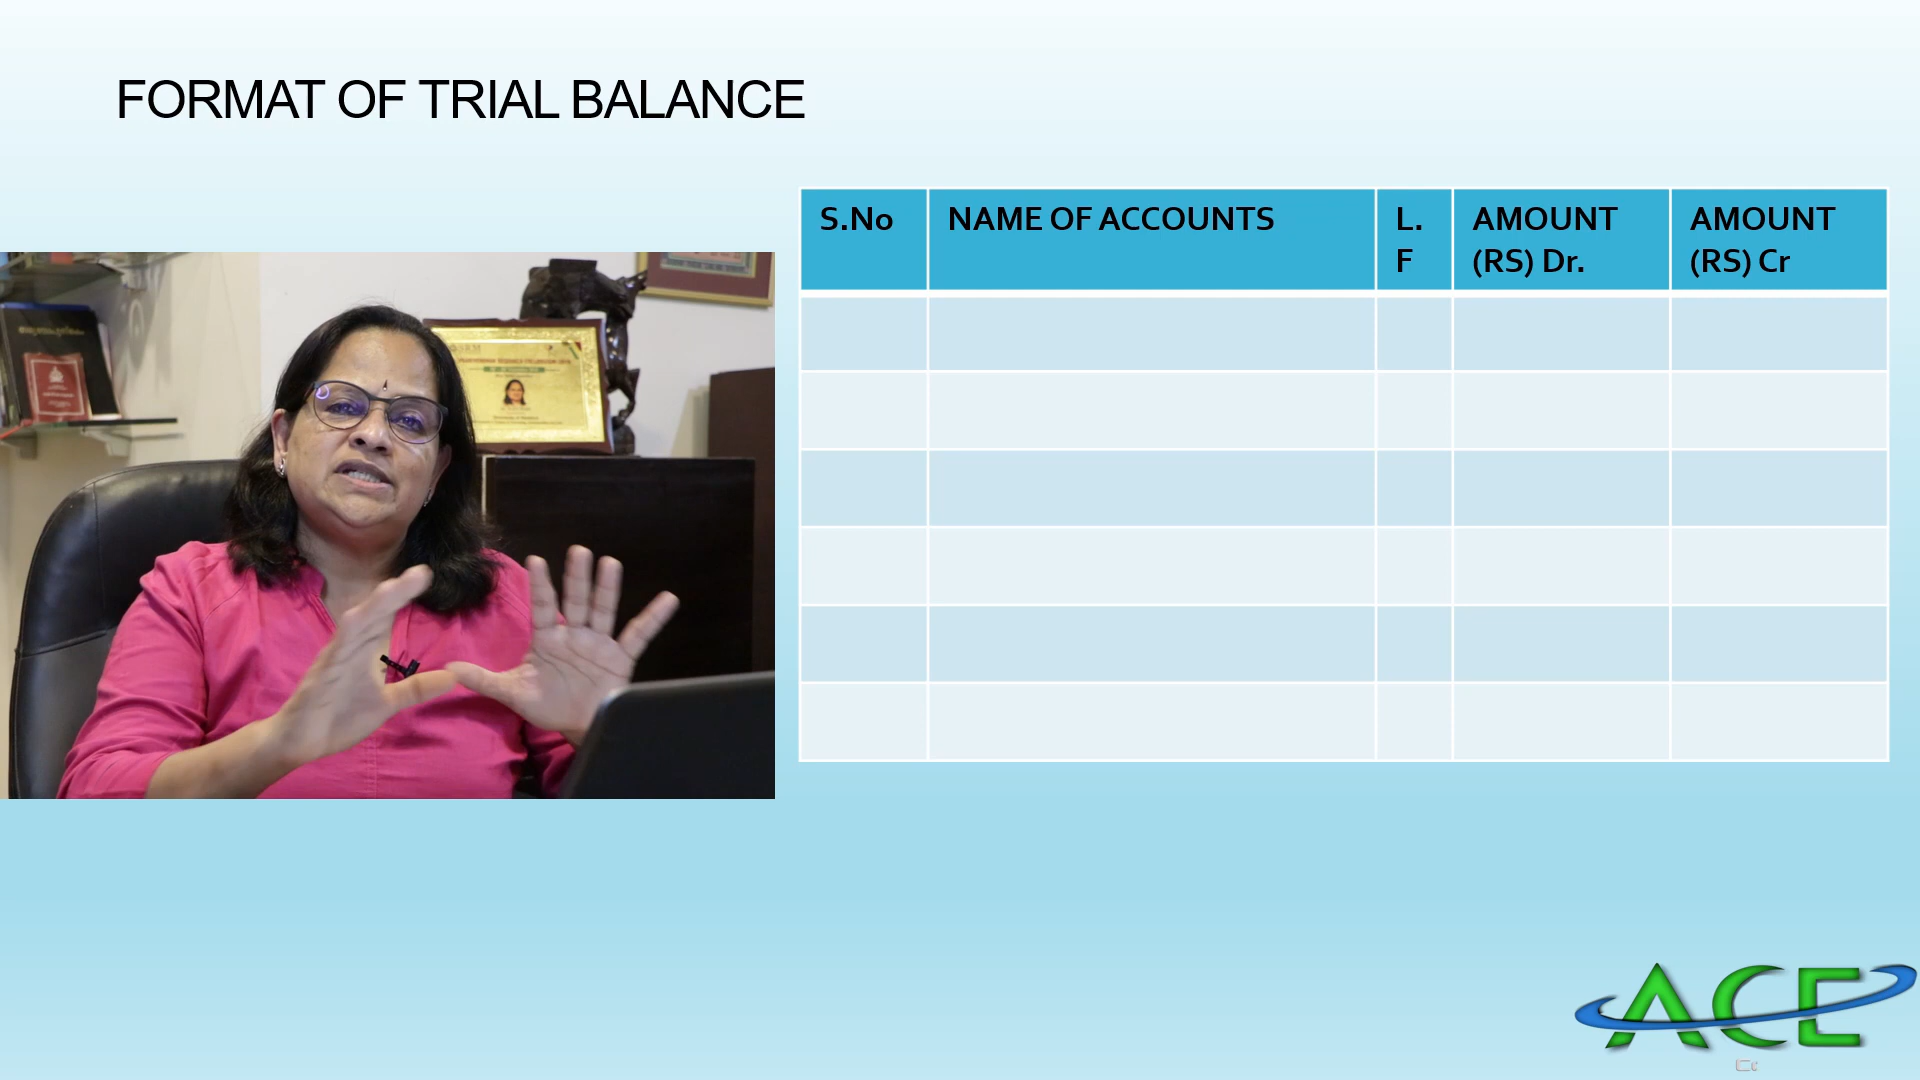 FORMAT OF TRIAL BALANCE
S.No
NAME OF ACCOUNTS
L.
F
AMOUNT
(RS) Dr.
AMOUNT
(RS) Cr
ACE